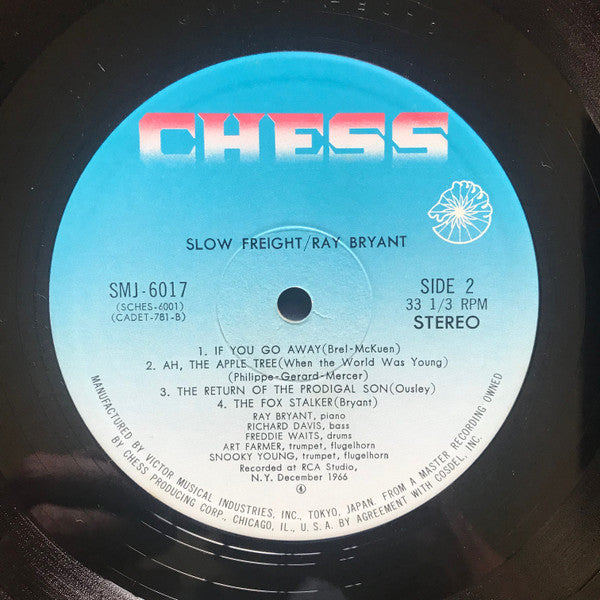 CHESS
SLOW FREIGHT/RAY BRYANT
SMJ-6017
(SCHES-6001)
(CADET-781-B)
SIDE 2
33 1/3 RPM
STEREO
1. IF YOU GO AWAY(Brel-McKuen)
2. AH, THE APPLE TREE(When the World Was Young)
(Philippe-Gerard-Mercer)
3. THE RETURN OF THE PRODIGAL SON(Ousley)
4. THE FOX STALKER(Bryant)
RAY BRYANT, piano
RICHARD DAVIS, bass
FREDDIE WAITS, drums
ART FARMER, trumpet, flugelhorn
SNOOKY YOUNG, trumpet, flugelhorn
Recorded at RCA Studio,
N.Y. December 1966
4
MANUFACTURED BY VICTOR MUSICAL INDUSTRIES, INC., TOKYO, JAPAN. FROM A MASTER RECORDING OWNED
BY CHESS PRODUCING CORP., CHICAGO, IL., U.S.A. BY AGREEMENT WITH COSDEL, INC.